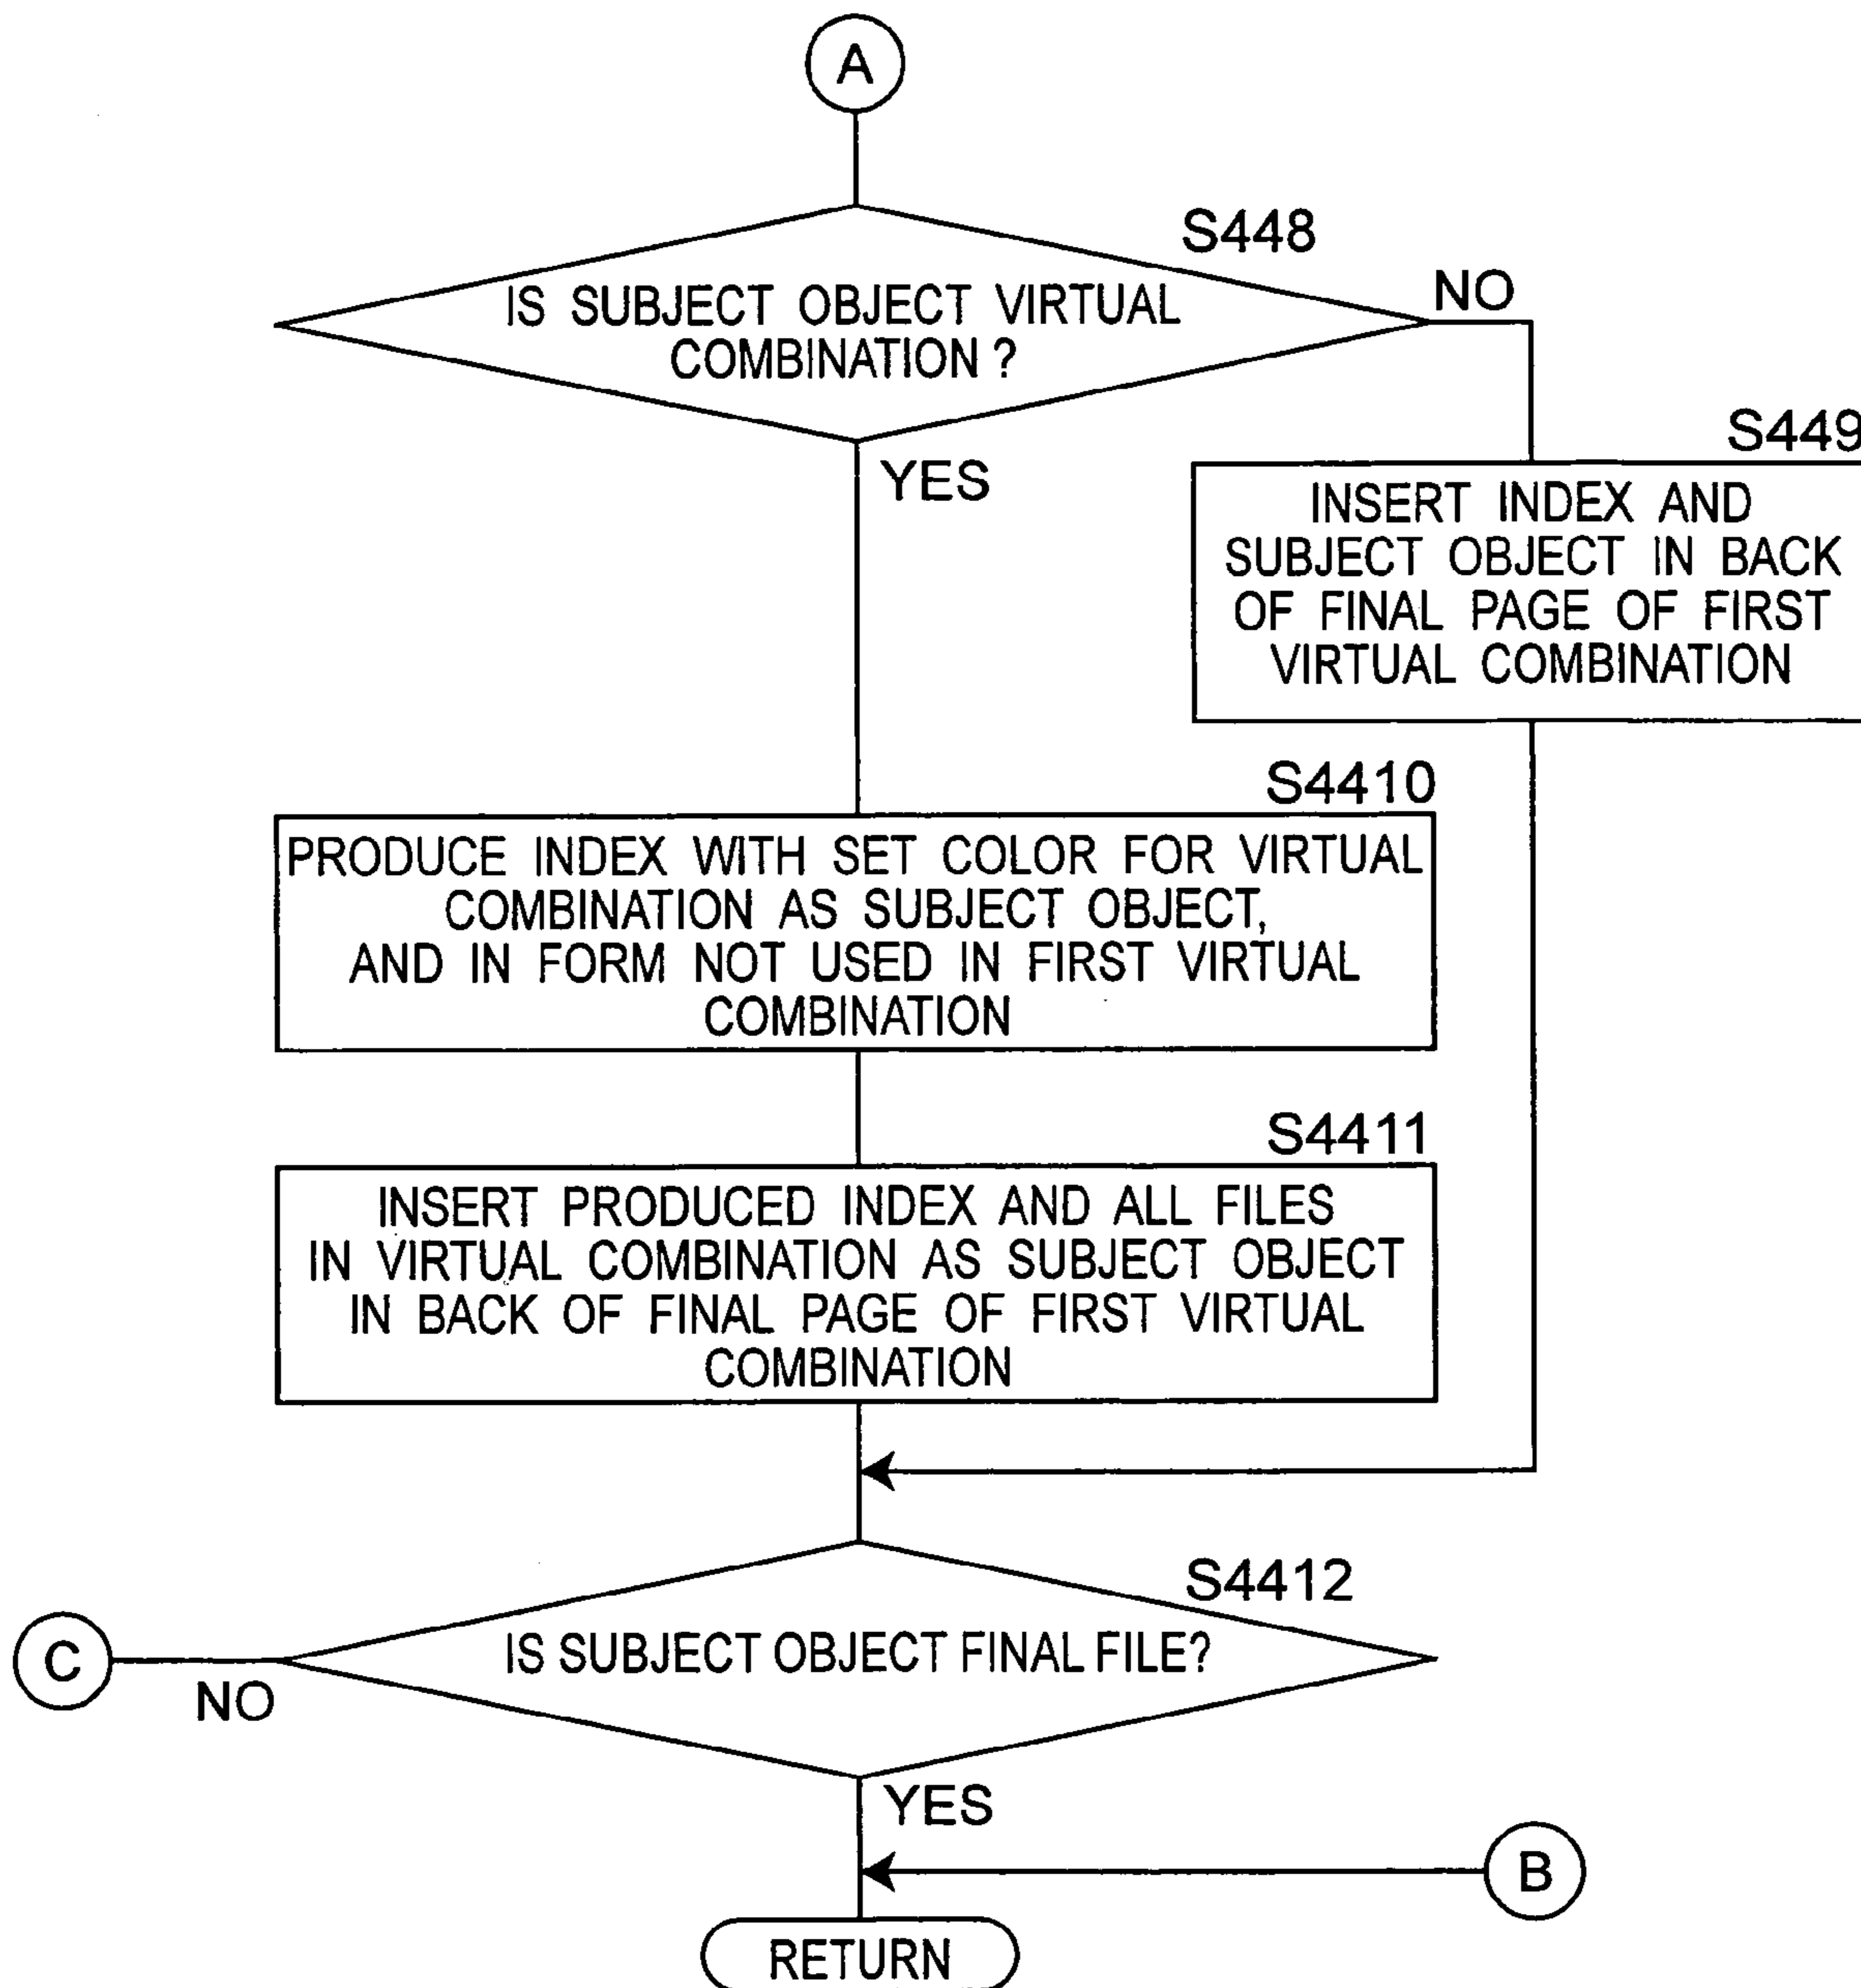 A
S448
IS SUBJECT OBJECT VIRTUAL
COMBINATION ?
NO
YES
S449
INSERT INDEX AND
SUBJECT OBJECT IN BACK
OF FINAL PAGE OF FIRST
VIRTUAL COMBINATION
S4410
PRODUCE INDEX WITH SET COLOR FOR VIRTUAL
COMBINATION AS SUBJECT OBJECT,
AND IN FORM NOT USED IN FIRST VIRTUAL
COMBINATION
S4411
INSERT PRODUCED INDEX AND ALL FILES
IN VIRTUAL COMBINATION AS SUBJECT OBJECT
IN BACK OF FINAL PAGE OF FIRST VIRTUAL
COMBINATION
S4412
IS SUBJECT OBJECT FINAL FILE?
C
NO
YES
B
RETURN